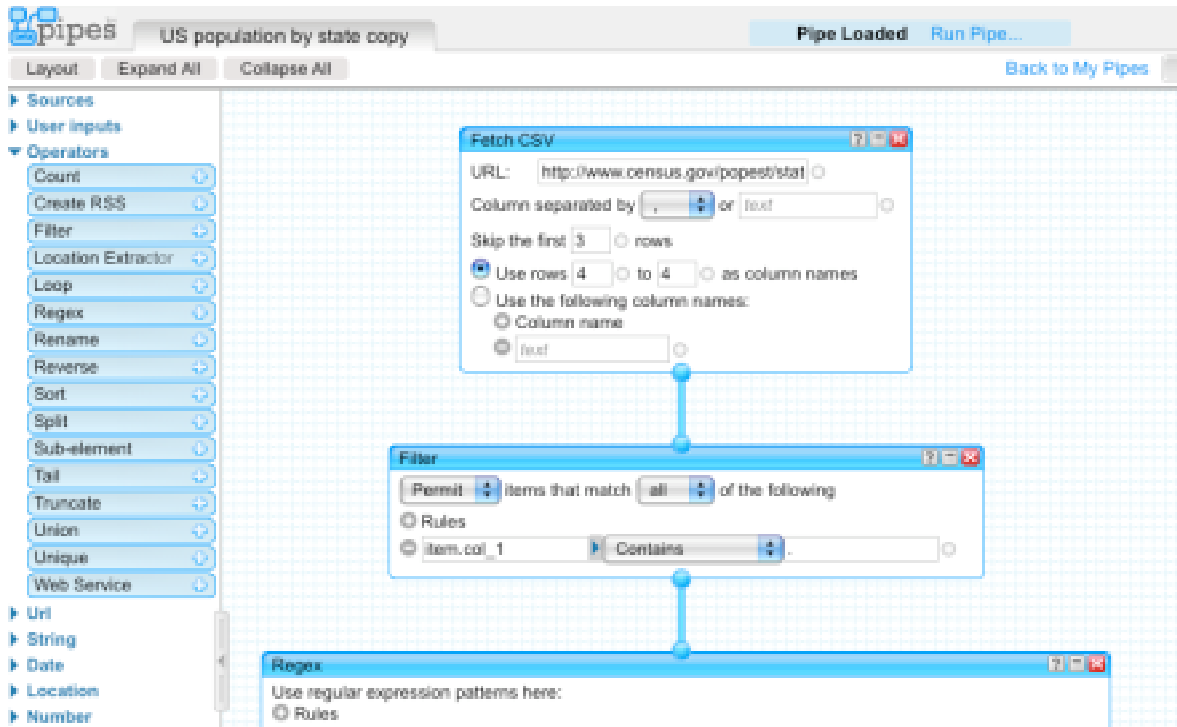 pipes
US population by state copy
Pipe Loaded Run Pipe...
Layout Expand All Collapse All
Back to My Pipes
Sources
User inputs
Operators
Count
Create RSS
Filter
Location Extractor
Loop
Regex
Rename
Reverse
Sort
Split
Sub-element
Tail
Truncate
Union
Unique
Web Service
Url
String
Date
Location
Number
Fetch CSV
URL: http://www.census.gov/popest/stat
Column separated by , or text
Skip the first 3 rows
Use rows 4 to 4 as column names
Use the following column names:
Column name
text
Filter
Permit items that match all of the following
Rules
item.col_1 Contains .
Regex
Use regular expression patterns here:
Rules